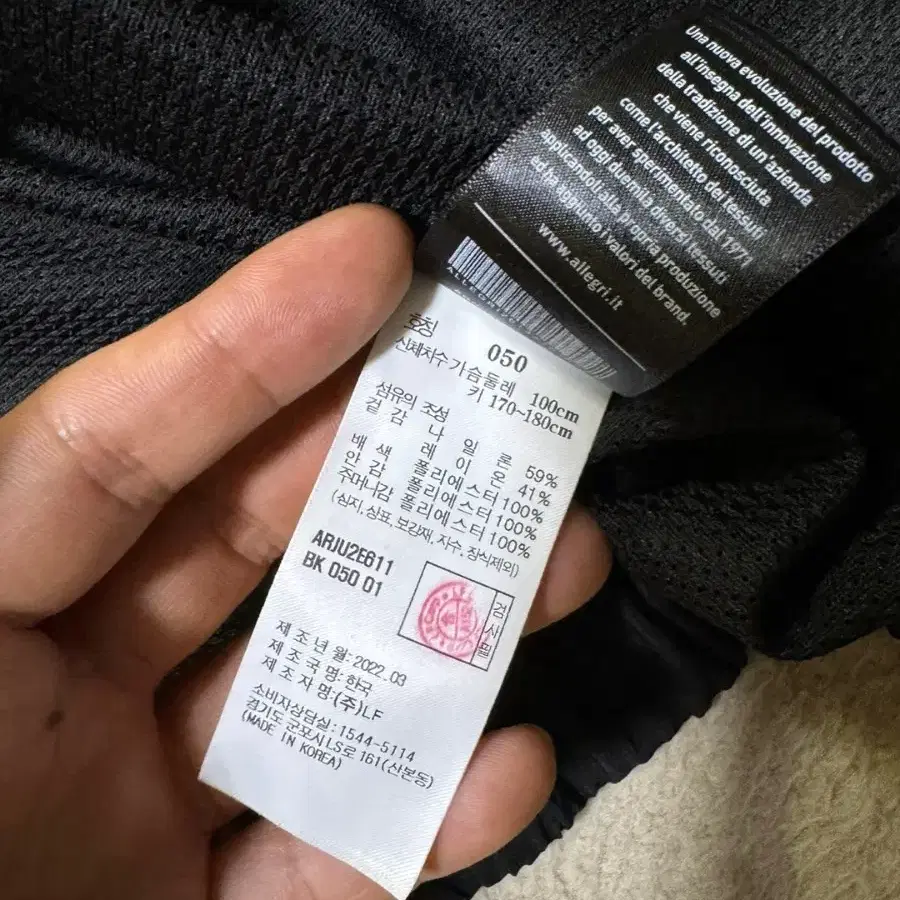 Una nuova evoluzione del prodotto
all'insegna dell'innovazione
della tradizione di un'azienda
che viene riconosciuta
come l'architetto dei tessuti
per aver sperimentato dal 1971
ad oggi duemila diversi tessuti
applicandoli alla propria produzione
ed restituirono i valori del brand.
www.allegri.it
호칭 050
신체치수 가슴둘레 100cm
키 170~180cm
섬유의 조성
겉감 나일론 59%
레이온 41%
배색 폴리에스터 100%
안감 폴리에스터 100%
주머니감 폴리에스터 100%
(심지, 상표, 보강재, 자수, 장식제외)
ARJU2E611
BK 050 01
검사필
제조년월: 2022.03
제조국명: 한국
제조자명: (주)LF
소비자상담실: 1544-5114
경기도 군포시 LS로 161(산본동)
(MADE IN KOREA)